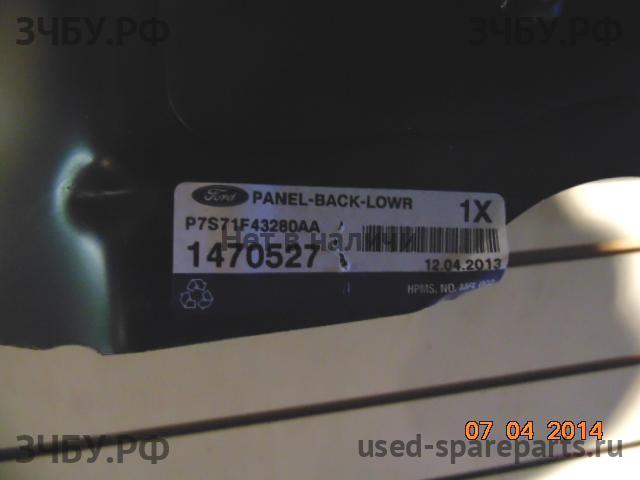 ЗЧБУ.РФ
ЗЧБУ.РФ
Ford PANEL-BACK-LOWR 1X
P7S71F43280AA
Нет в наличии
1470527
12.04.2013
HPMS. NO.
07 04 2014
ЗЧБУ.РФ
used-spareparts.ru